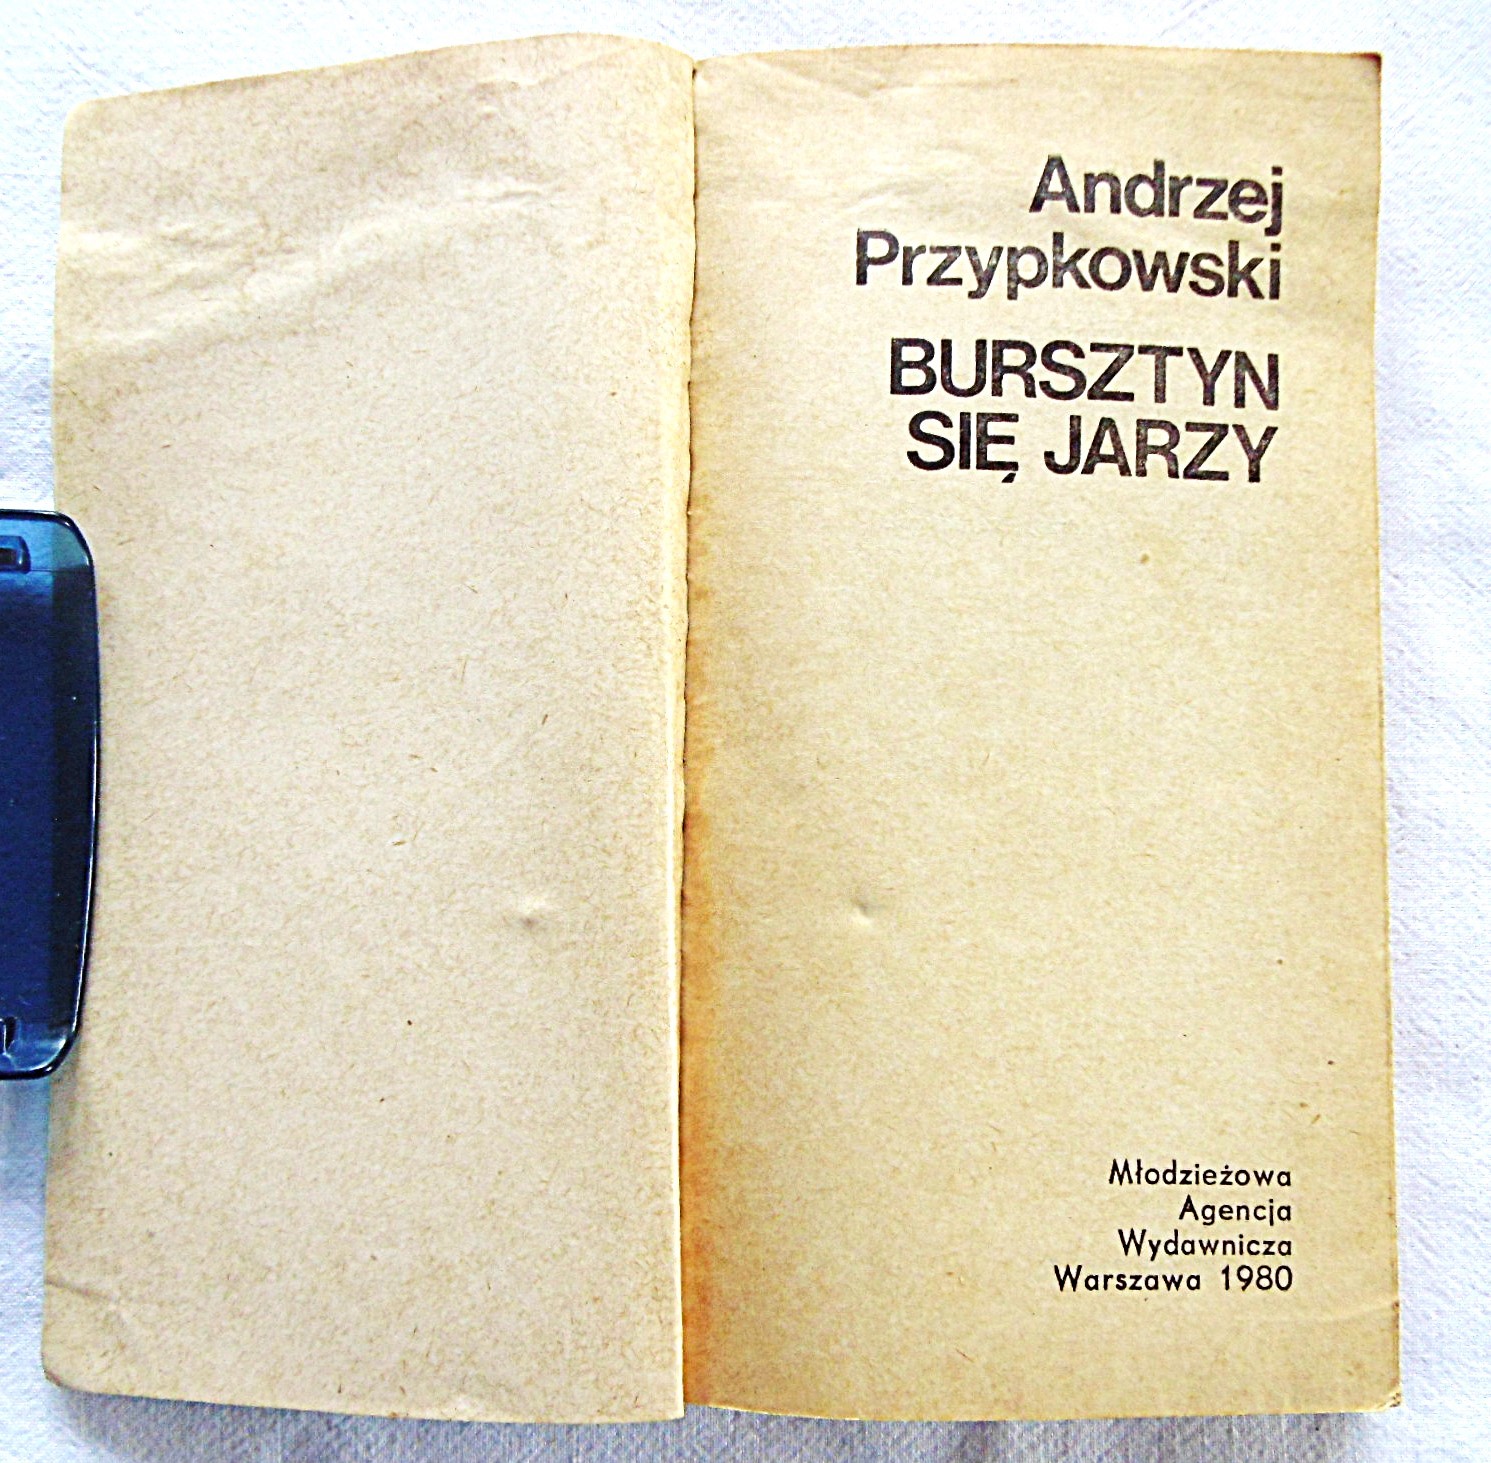 Andrzej
Przypkowski
BURSZTYN
SIĘ JARZY
Młodzieżowa
Agencja
Wydawnicza
Warszawa 1980